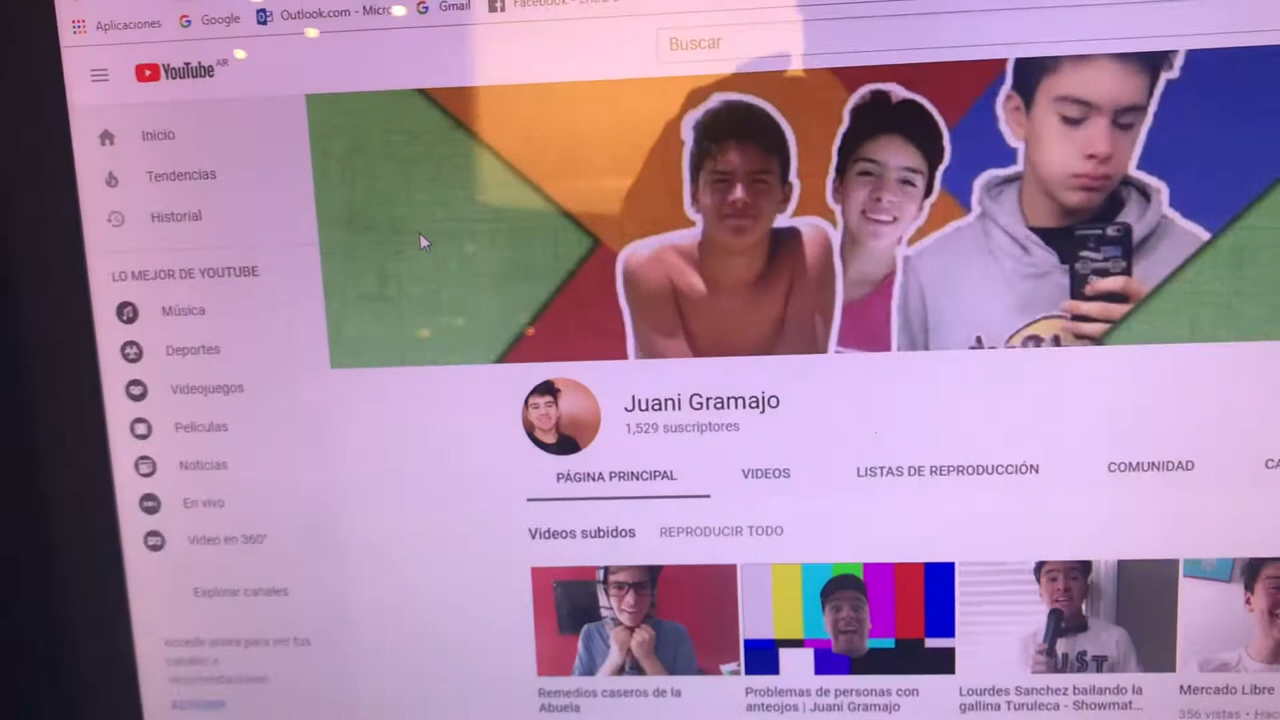 Aplicaciones Google Outlook.com - Micro Gmail Facebook
YouTube AR
Buscar
Inicio
Tendencias
Historial
LO MEJOR DE YOUTUBE
Música
Deportes
Videojuegos
Películas
Noticias
En vivo
Video en 360°
Explorar canales
Juani Gramajo
1,529 suscriptores
PÁGINA PRINCIPAL VIDEOS LISTAS DE REPRODUCCIÓN COMUNIDAD CA
Videos subidos REPRODUCIR TODO
Remedios caseros de la
Abuela
Problemas de personas con
anteojos | Juani Gramajo
Lourdes Sanchez bailando la
gallina Turuleca - Showmat...
Mercado Libre
356 vistas • Hac